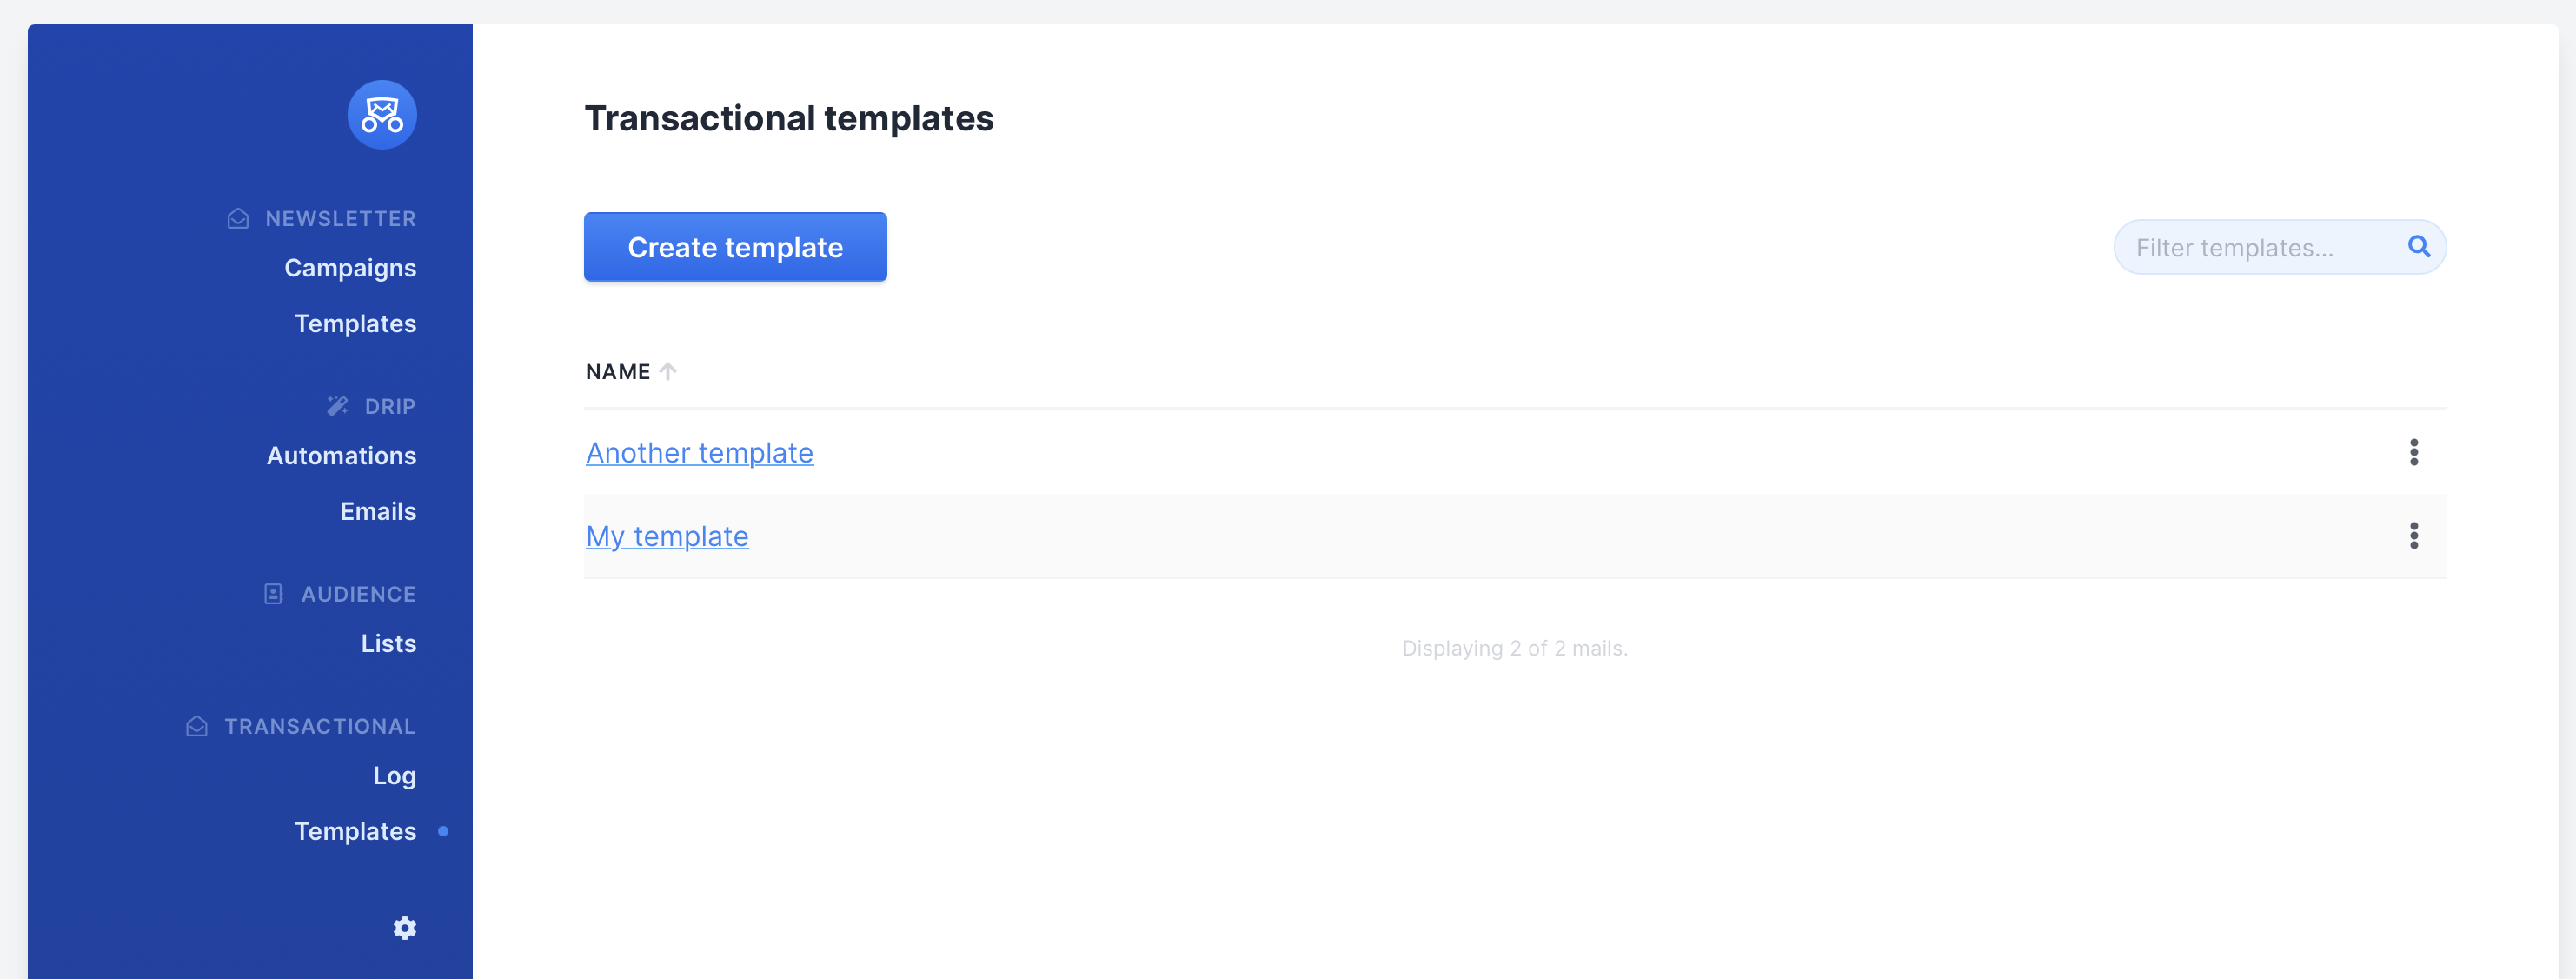 NEWSLETTER
Campaigns
Templates
DRIP
Automations
Emails
AUDIENCE
Lists
TRANSACTIONAL
Log
Templates
Transactional templates
Create template
Filter templates...
NAME
Another template
My template
Displaying 2 of 2 mails.